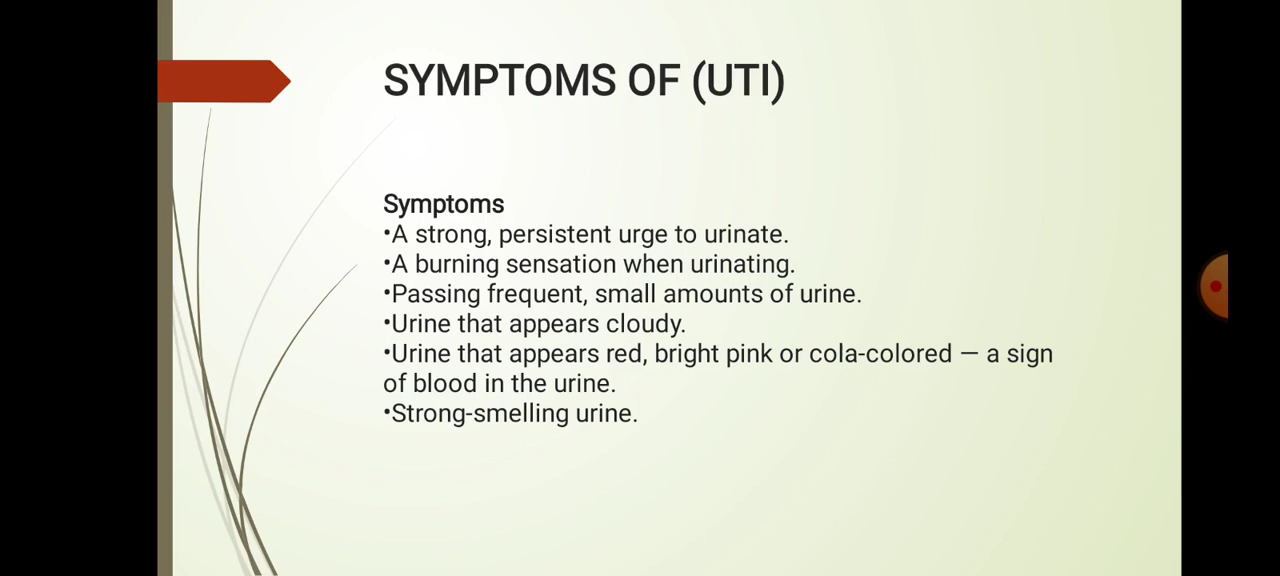 SYMPTOMS OF (UTI)
Symptoms
•A strong, persistent urge to urinate.
•A burning sensation when urinating.
•Passing frequent, small amounts of urine.
•Urine that appears cloudy.
•Urine that appears red, bright pink or cola-colored — a sign
of blood in the urine.
•Strong-smelling urine.